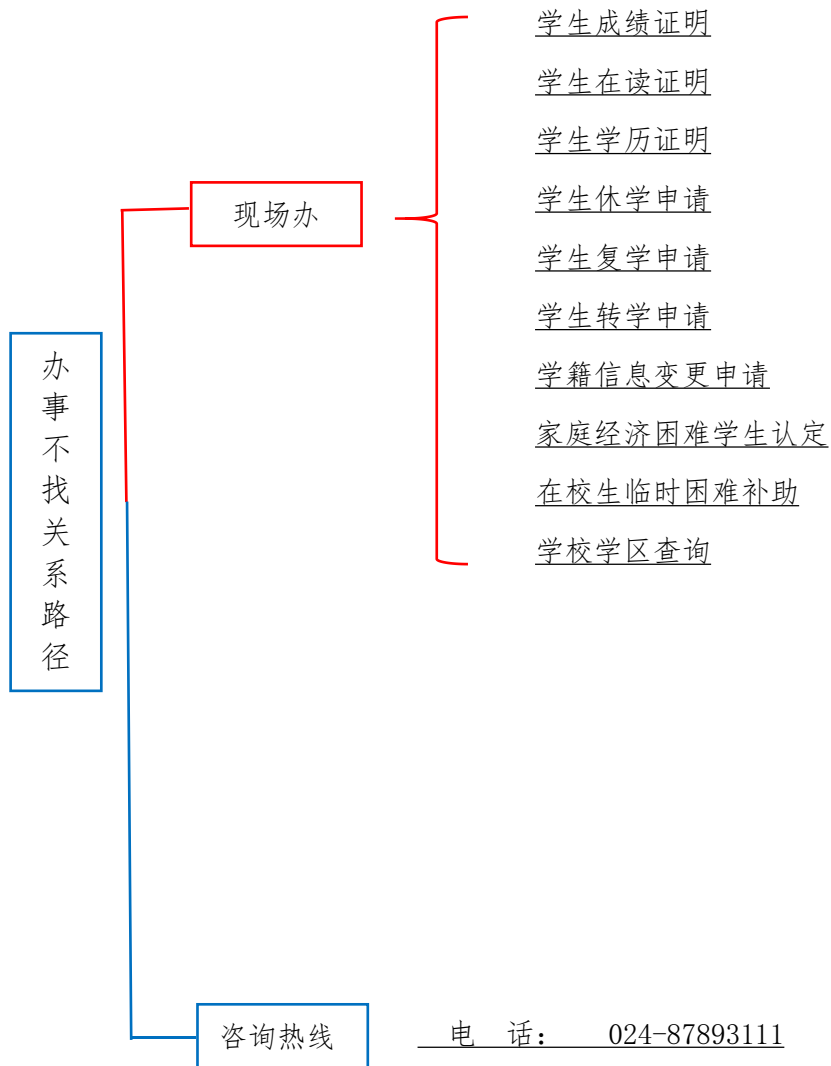 办事不找关系路径
现场办
学生成绩证明
学生在读证明
学生学历证明
学生休学申请
学生复学申请
学生转学申请
学籍信息变更申请
家庭经济困难学生认定
在校生临时困难补助
学校学区查询
咨询热线
电 话： 024-87893111